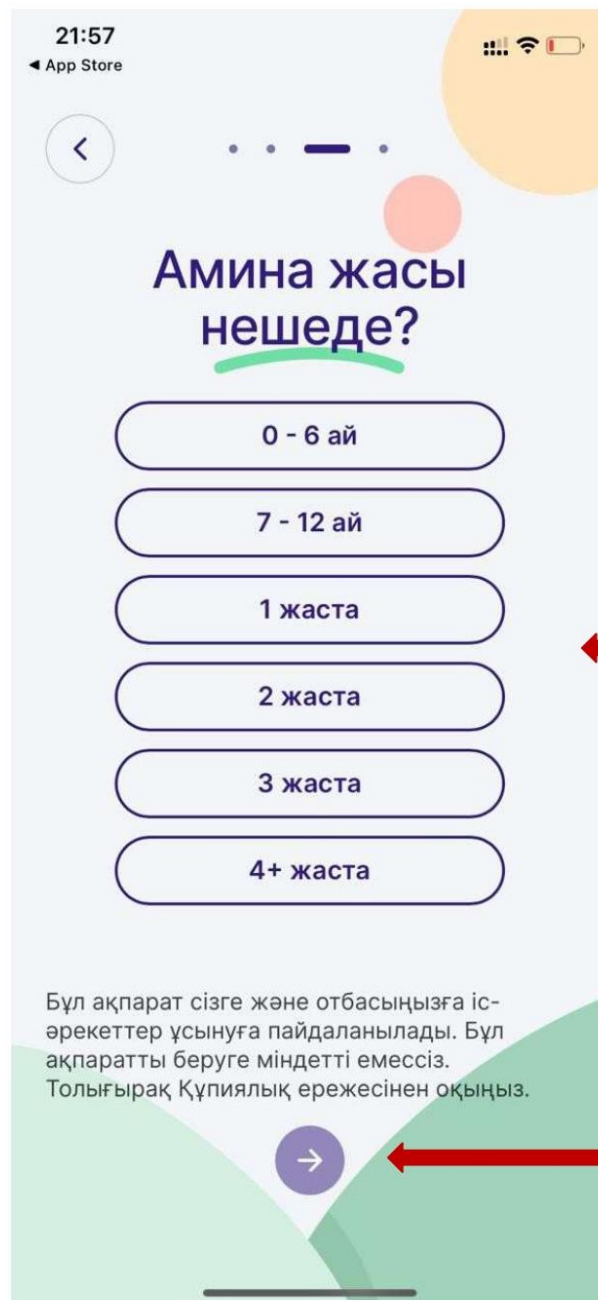 21:57
◀ App Store
Амина жасы
нешеде?
0 - 6 ай
7 - 12 ай
1 жаста
2 жаста
3 жаста
4+ жаста
Бұл ақпарат сізге және отбасыңызға іс-
әрекеттер ұсынуға пайдаланылады. Бұл
ақпаратты беруге міндетті емессіз.
Толығырақ Құпиялық ережесінен оқыңыз.